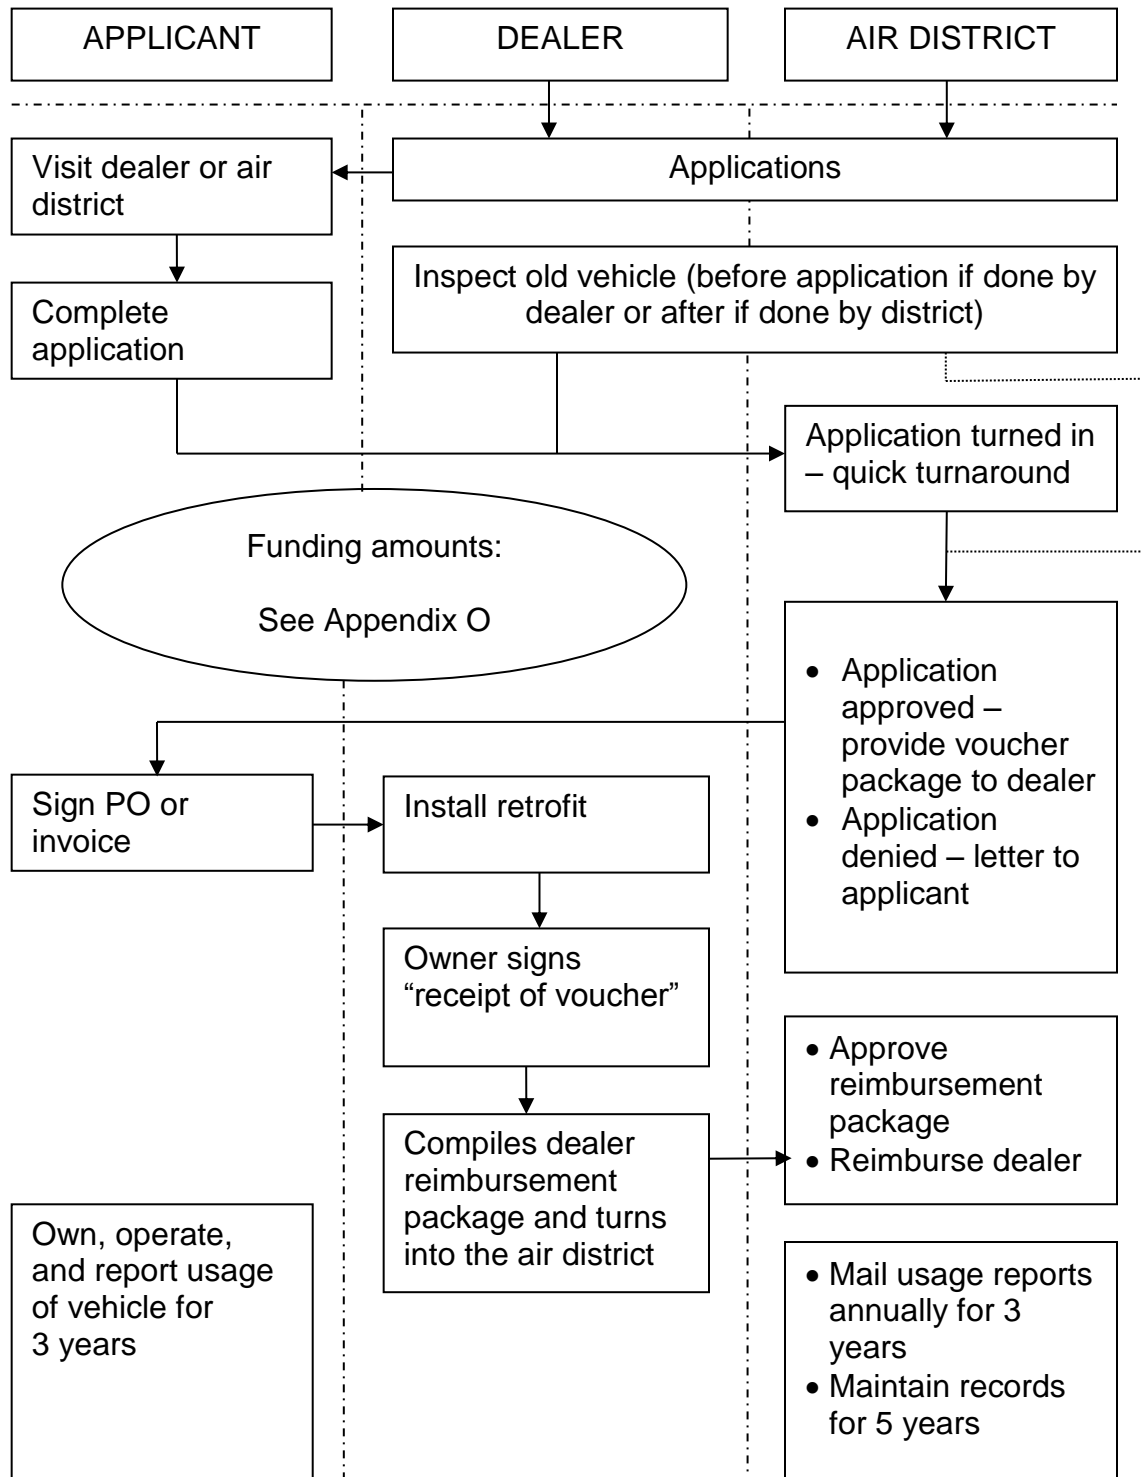 APPLICANT
DEALER
AIR DISTRICT
Visit dealer or air
district
Applications
Complete
application
Inspect old vehicle (before application if done by
dealer or after if done by district)
Application turned in
– quick turnaround
Funding amounts:
See Appendix O
• Application
approved –
provide voucher
package to dealer
• Application
denied – letter to
applicant
Sign PO or
invoice
Install retrofit
Owner signs
“receipt of voucher”
Compiles dealer
reimbursement
package and turns
into the air district
• Approve
reimbursement
package
• Reimburse dealer
Own, operate,
and report usage
of vehicle for
3 years
• Mail usage reports
annually for 3
years
• Maintain records
for 5 years